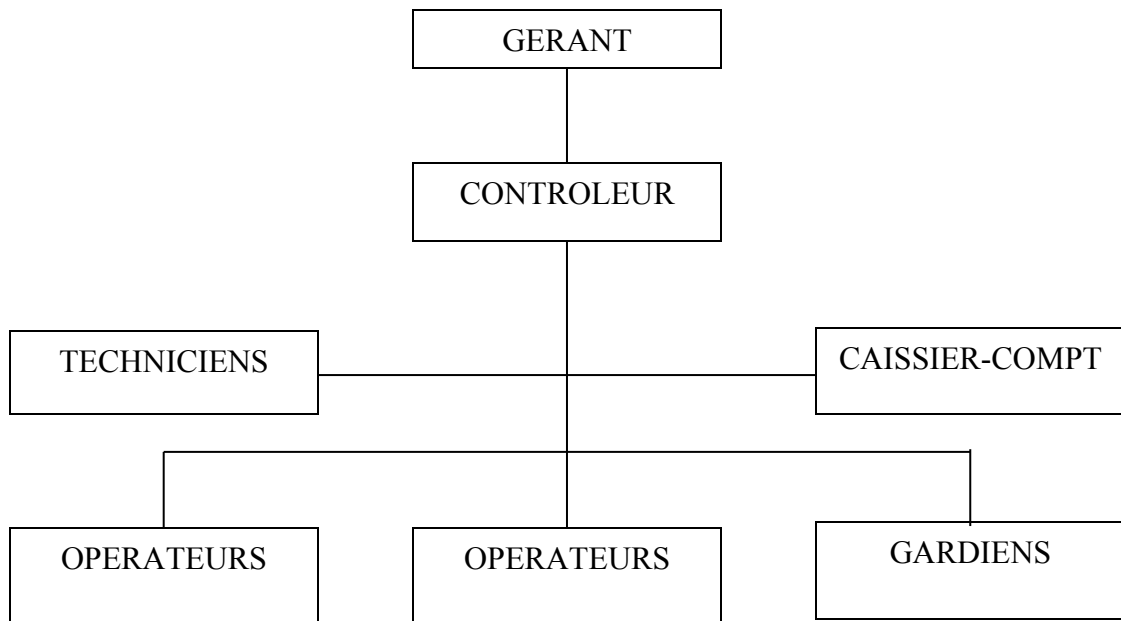 GERANT
CONTROLEUR
TECHNICIENS
CAISSIER-COMPT
OPERATEURS
OPERATEURS
GARDIENS